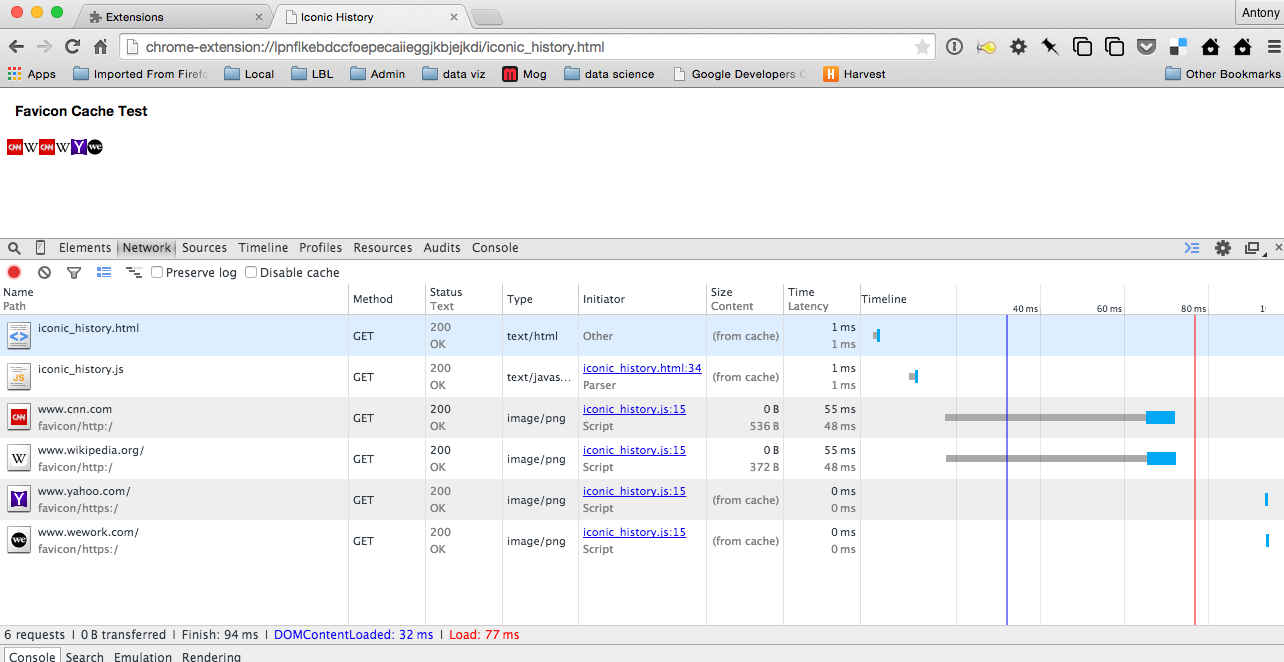 Extensions
Iconic History
Antony
chrome-extension://lpnflkebdccfoepecaiieggjkbjejkdi/iconic_history.html
Apps Imported From Firefo Local LBL Admin data viz Mog data science Google Developers C Harvest Other Bookmarks
Favicon Cache Test
CNN W CNN W Y we
Elements Network Sources Timeline Profiles Resources Audits Console
Preserve log Disable cache
Name Path Method Status Text Type Initiator Size Content Time Latency Timeline 40 ms 60 ms 80 ms 1
iconic_history.html GET 200 OK text/html Other (from cache) 1 ms 1 ms
JS iconic_history.js GET 200 OK text/javas... iconic_history.html:34 Parser (from cache) 1 ms 1 ms
CNN www.cnn.com favicon/http:/ GET 200 OK image/png iconic_history.js:15 Script 0 B 536 B 55 ms 48 ms
W www.wikipedia.org/ favicon/http:/ GET 200 OK image/png iconic_history.js:15 Script 0 B 372 B 55 ms 48 ms
Y www.yahoo.com/ favicon/https:/ GET 200 OK image/png iconic_history.js:15 Script (from cache) 0 ms 0 ms
we www.wework.com/ favicon/https:/ GET 200 OK image/png iconic_history.js:15 Script (from cache) 0 ms 0 ms
6 requests | 0 B transferred | Finish: 94 ms | DOMContentLoaded: 32 ms | Load: 77 ms
Console Search Emulation Rendering